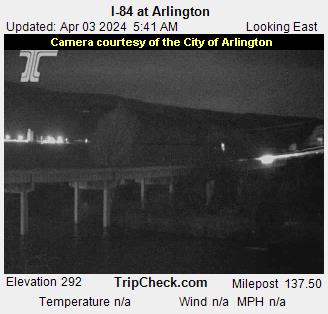 I-84 at Arlington
Updated: Apr 03 2024 5:41 AM Looking East
Camera courtesy of the City of Arlington
Elevation 292 TripCheck.com Milepost 137.50
Temperature n/a Wind n/a MPH n/a